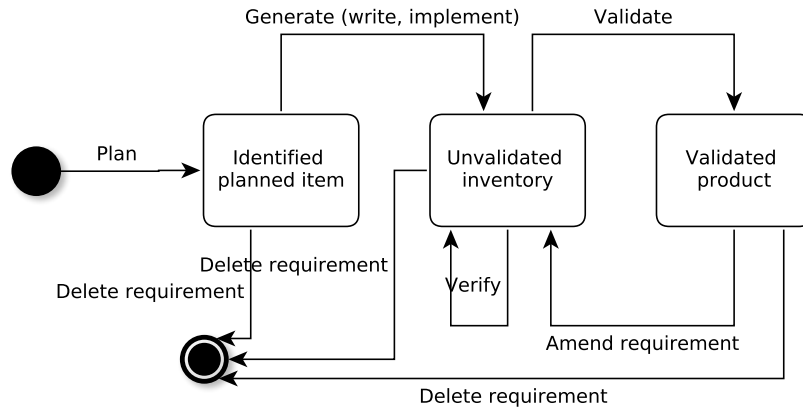 Generate (write, implement)
Validate
Plan
Identified
planned item
Unvalidated
inventory
Validated
product
Delete requirement
Delete requirement
Verify
Amend requirement
Delete requirement